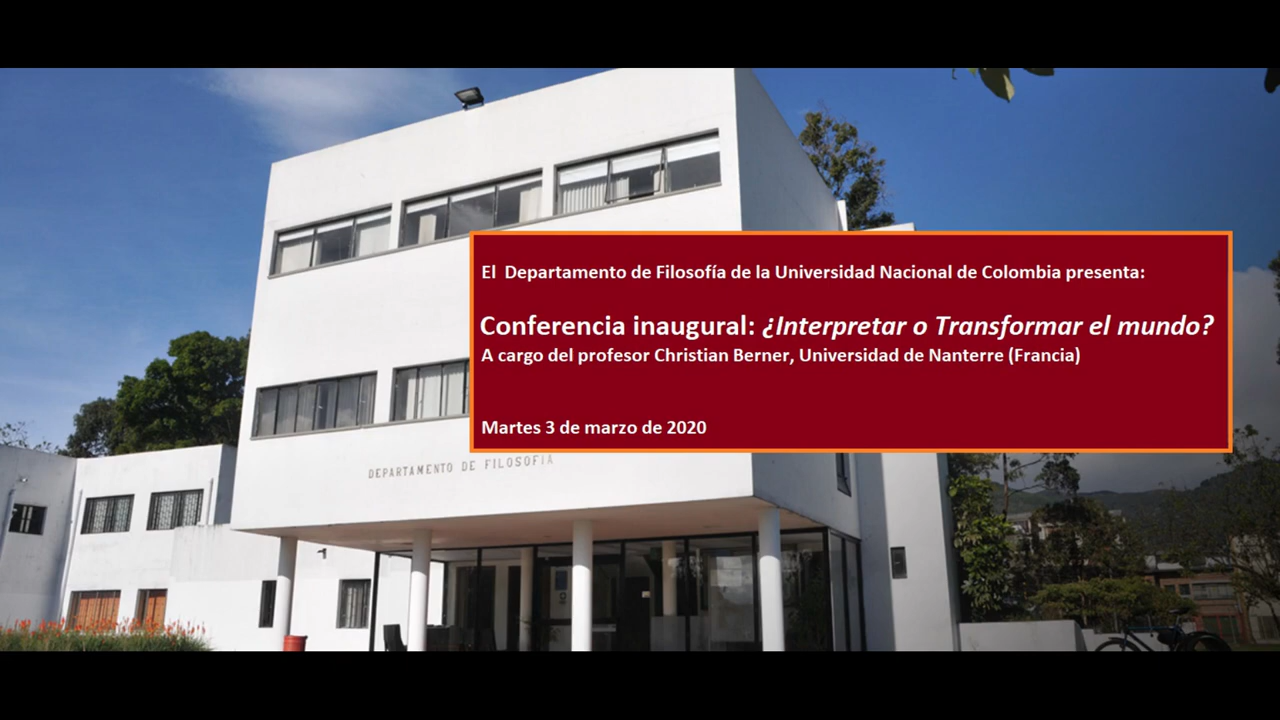 El  Departamento de Filosofía de la Universidad Nacional de Colombia presenta:
Conferencia inaugural: ¿Interpretar o Transformar el mundo?
A cargo del profesor Christian Berner, Universidad de Nanterre (Francia)
Martes 3 de marzo de 2020
DEPARTAMENTO DE FILOSOFIA